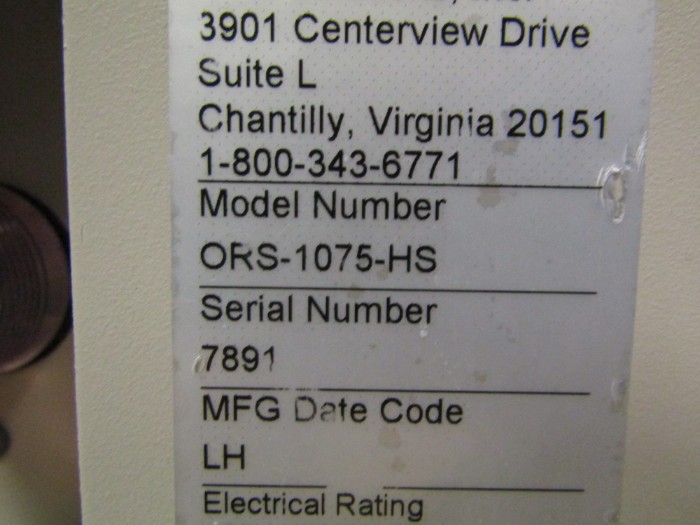 3901 Centerview Drive
Suite L
Chantilly, Virginia 20151
1-800-343-6771
Model Number
ORS-1075-HS
Serial Number
7891
MFG Date Code
LH
Electrical Rating